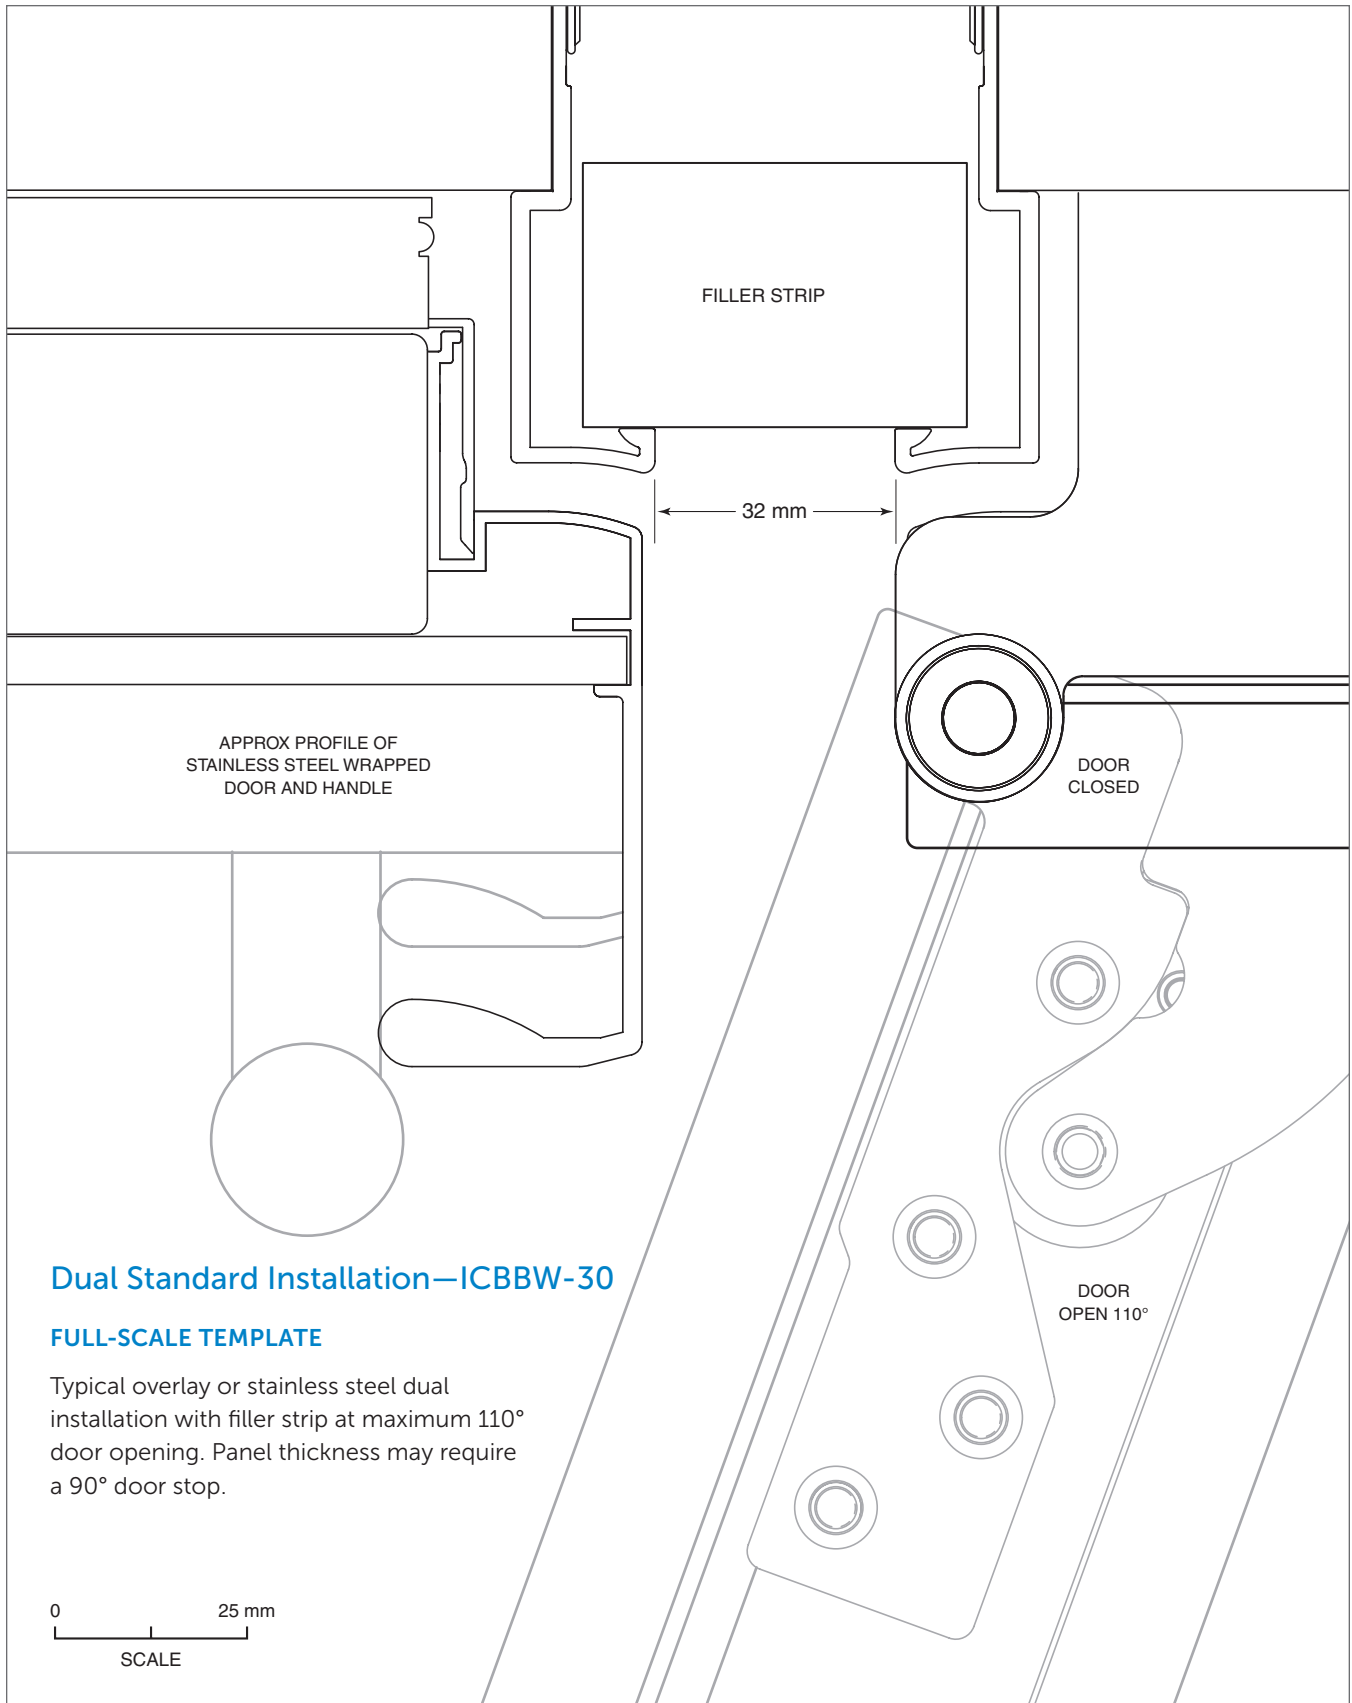 FILLER STRIP
32 mm
APPROX PROFILE OF
STAINLESS STEEL WRAPPED
DOOR AND HANDLE
DOOR
CLOSED
Dual Standard Installation—ICBBW-30
FULL-SCALE TEMPLATE
Typical overlay or stainless steel dual
installation with filler strip at maximum 110°
door opening. Panel thickness may require
a 90° door stop.
DOOR
OPEN 110°
0 25 mm
SCALE